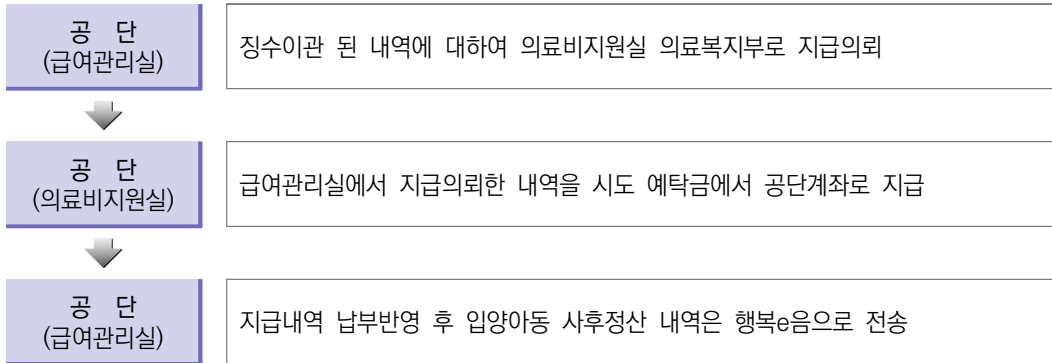 공 단
(급여관리실)
징수이관 된 내역에 대하여 의료비지원실 의료복지부로 지급의뢰
공 단
(의료비지원실)
급여관리실에서 지급의뢰한 내역을 시도 예탁금에서 공단계좌로 지급
공 단
(급여관리실)
지급내역 납부반영 후 입양아동 사후정산 내역은 행복e음으로 전송